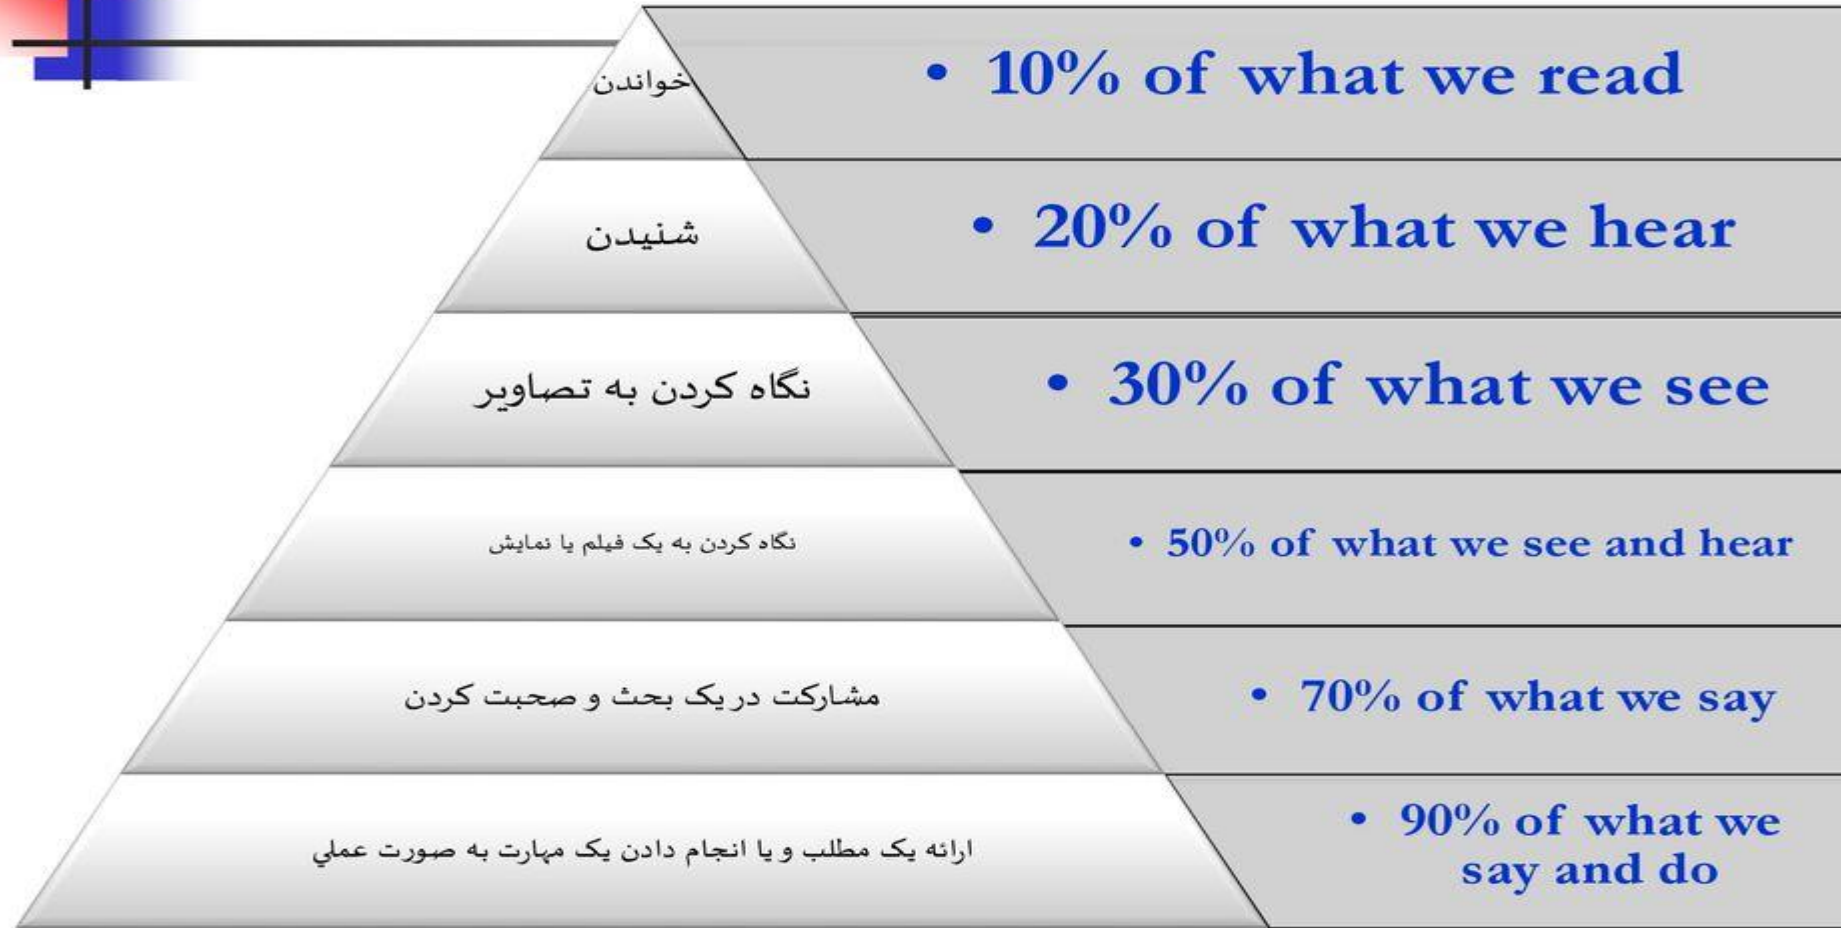 خواندن
• 10% of what we read
شنیدن
• 20% of what we hear
نگاه کردن به تصاویر
• 30% of what we see
نگاه کردن به یک فیلم یا نمایش
• 50% of what we see and hear
مشارکت در یک بحث و صحبت کردن
• 70% of what we say
ارائه یک مطلب و یا انجام دادن یک مهارت به صورت عملي
• 90% of what we
say and do